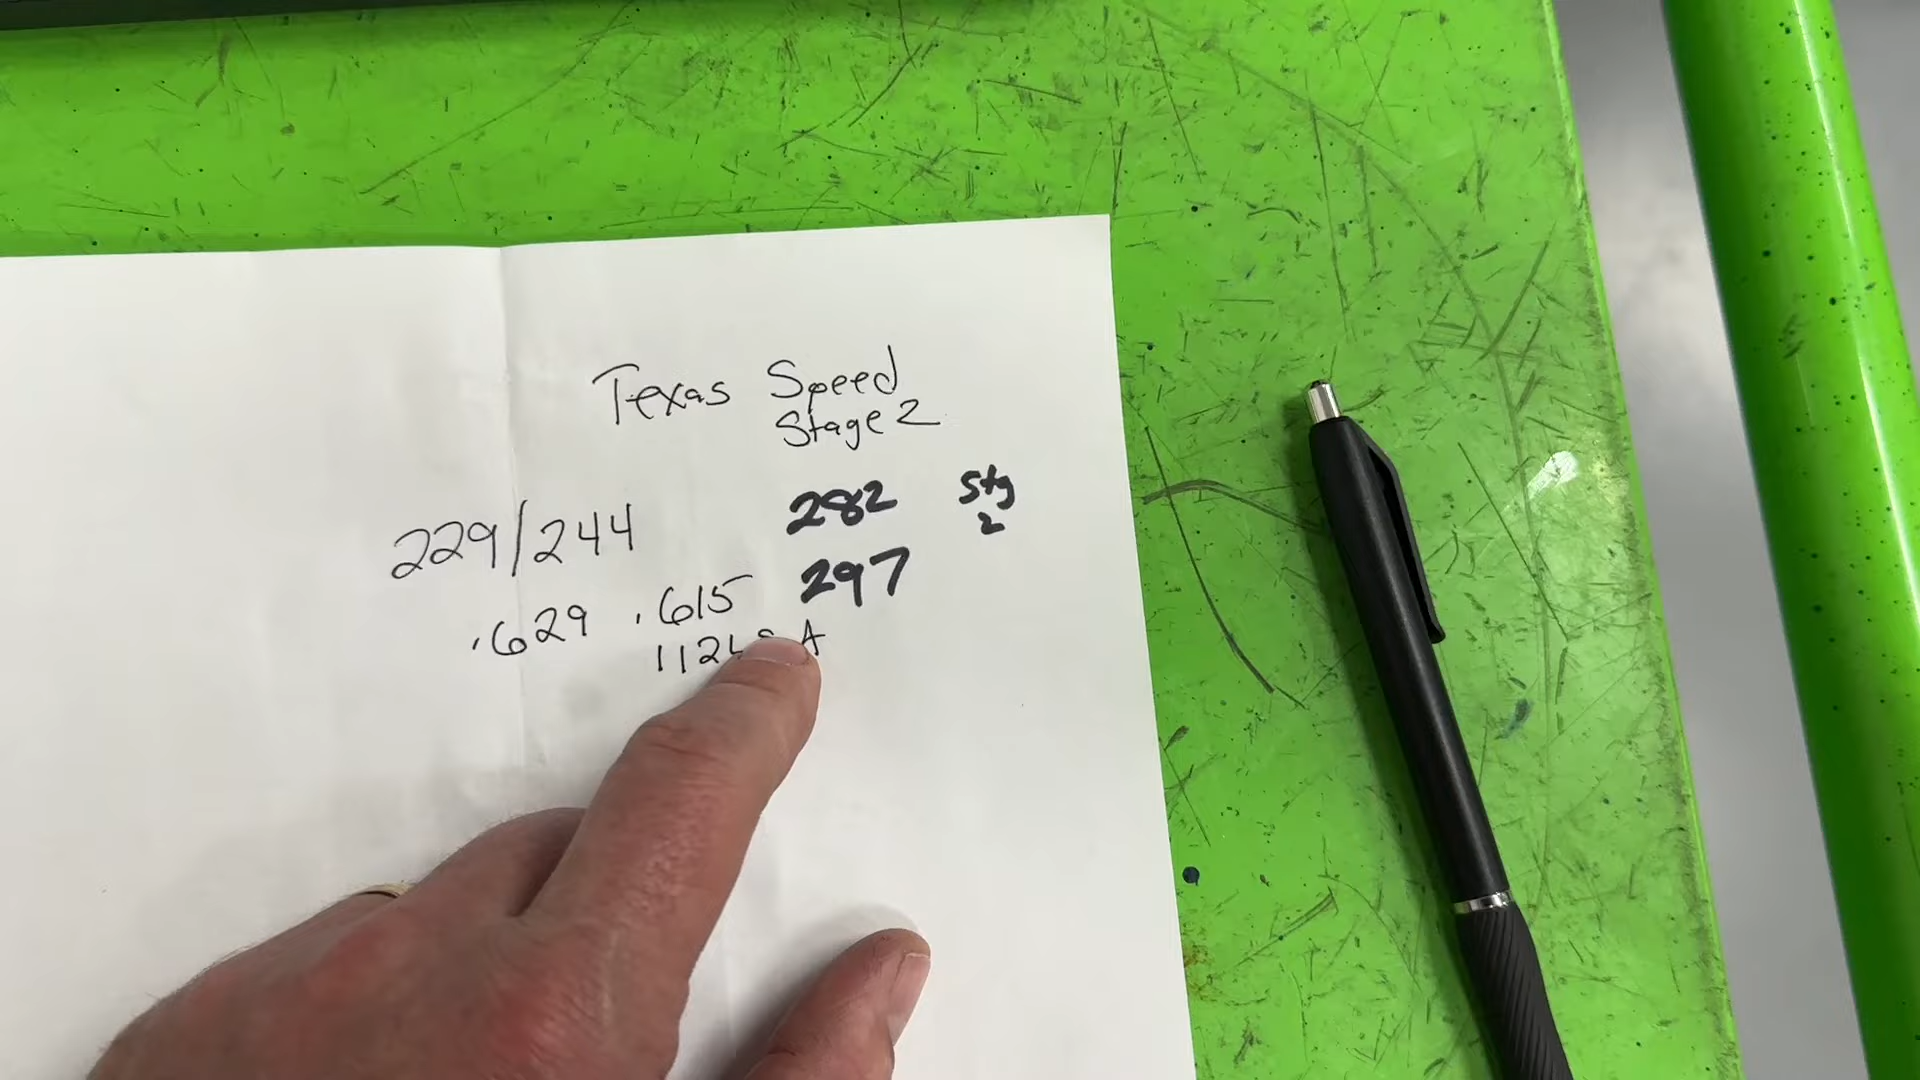 Texas Speed
Stage 2
229/244
282
Stg
2
297
.629 .615